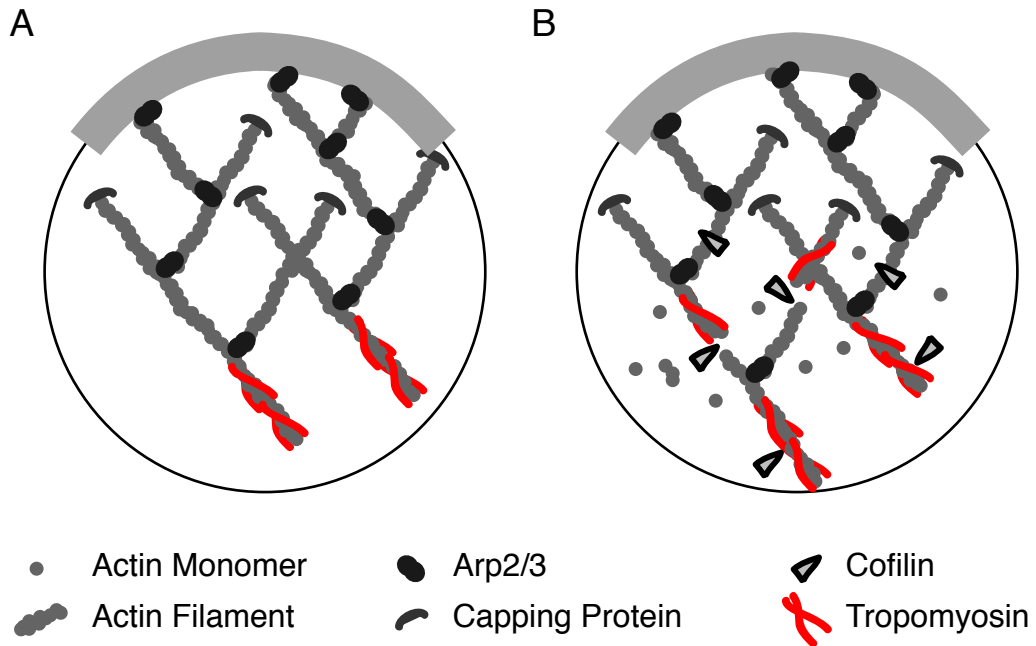 A
B
Actin Monomer
Arp2/3
Cofilin
Actin Filament
Capping Protein
Tropomyosin